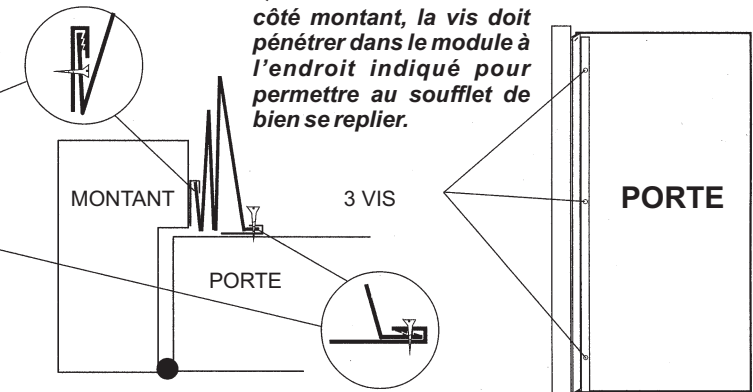 côté montant, la vis doit
pénétrer dans le module à
l'endroit indiqué pour
permettre au soufflet de
bien se replier.
MONTANT
3 VIS
PORTE
PORTE